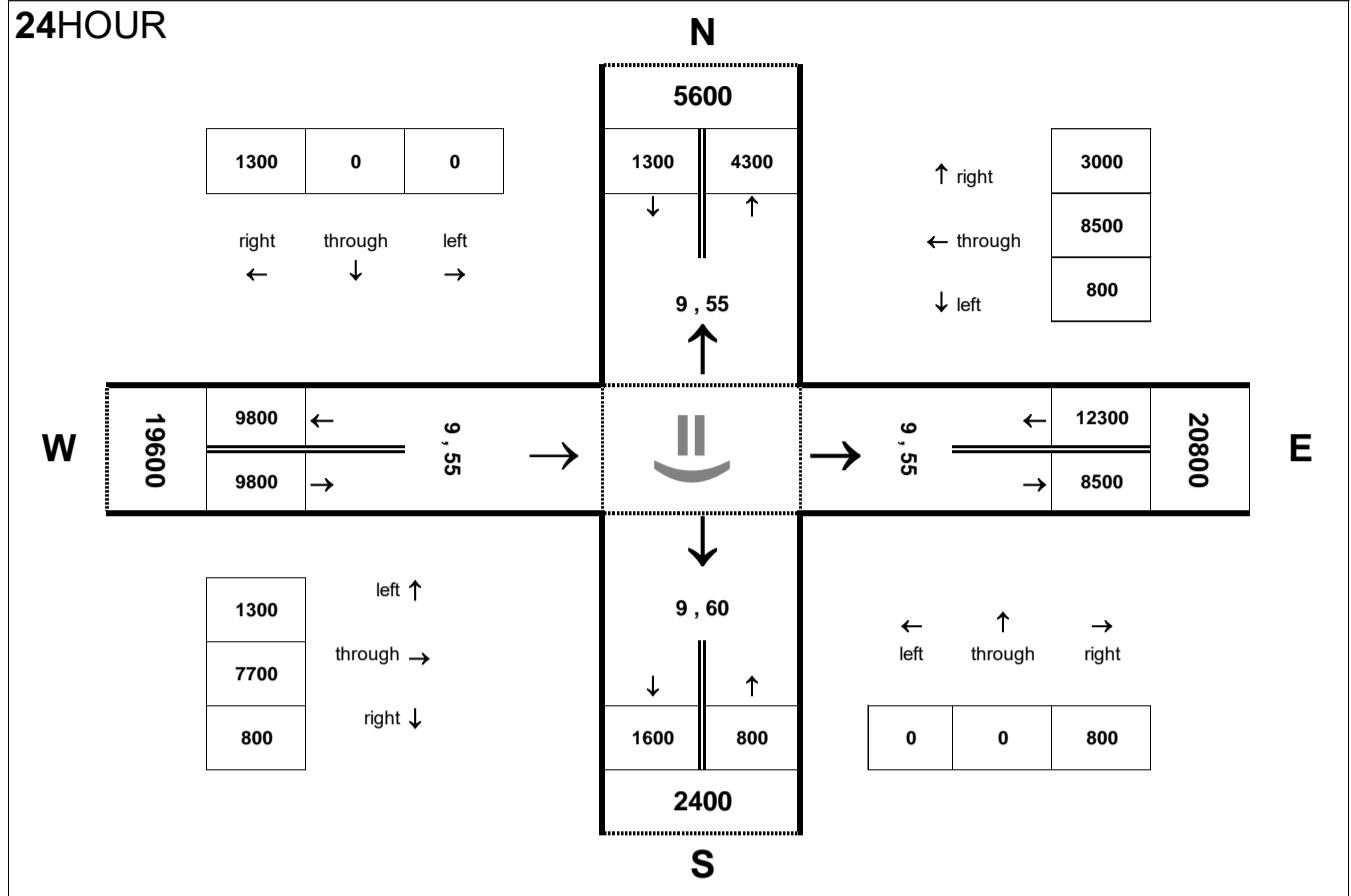 24HOUR
N
5600
1300 0 0
1300 4300
↑ right 3000
← through 8500
↓ left 800
right through left
← ↓ →
↓ ↑
9 , 55
↑
W 19600 9800 ← 9 , 55 → = ) → 9 , 55 ← 12300 20800 E
9800 → → 8500
↓
1300 left ↑
7700 through →
800 right ↓
9 , 60
← ↑ →
left through right
↓ ↑
1600 800
0 0 800
2400
S